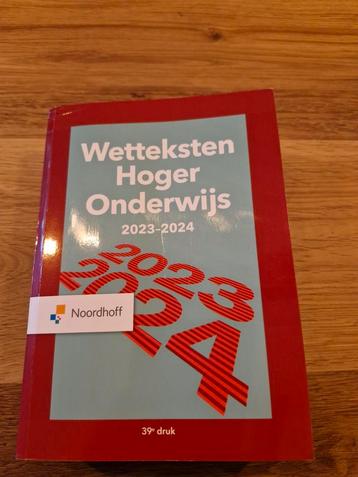 Wetteksten
Hoger
Onderwijs
2023-2024
2023
2024
Noordhoff
39e druk